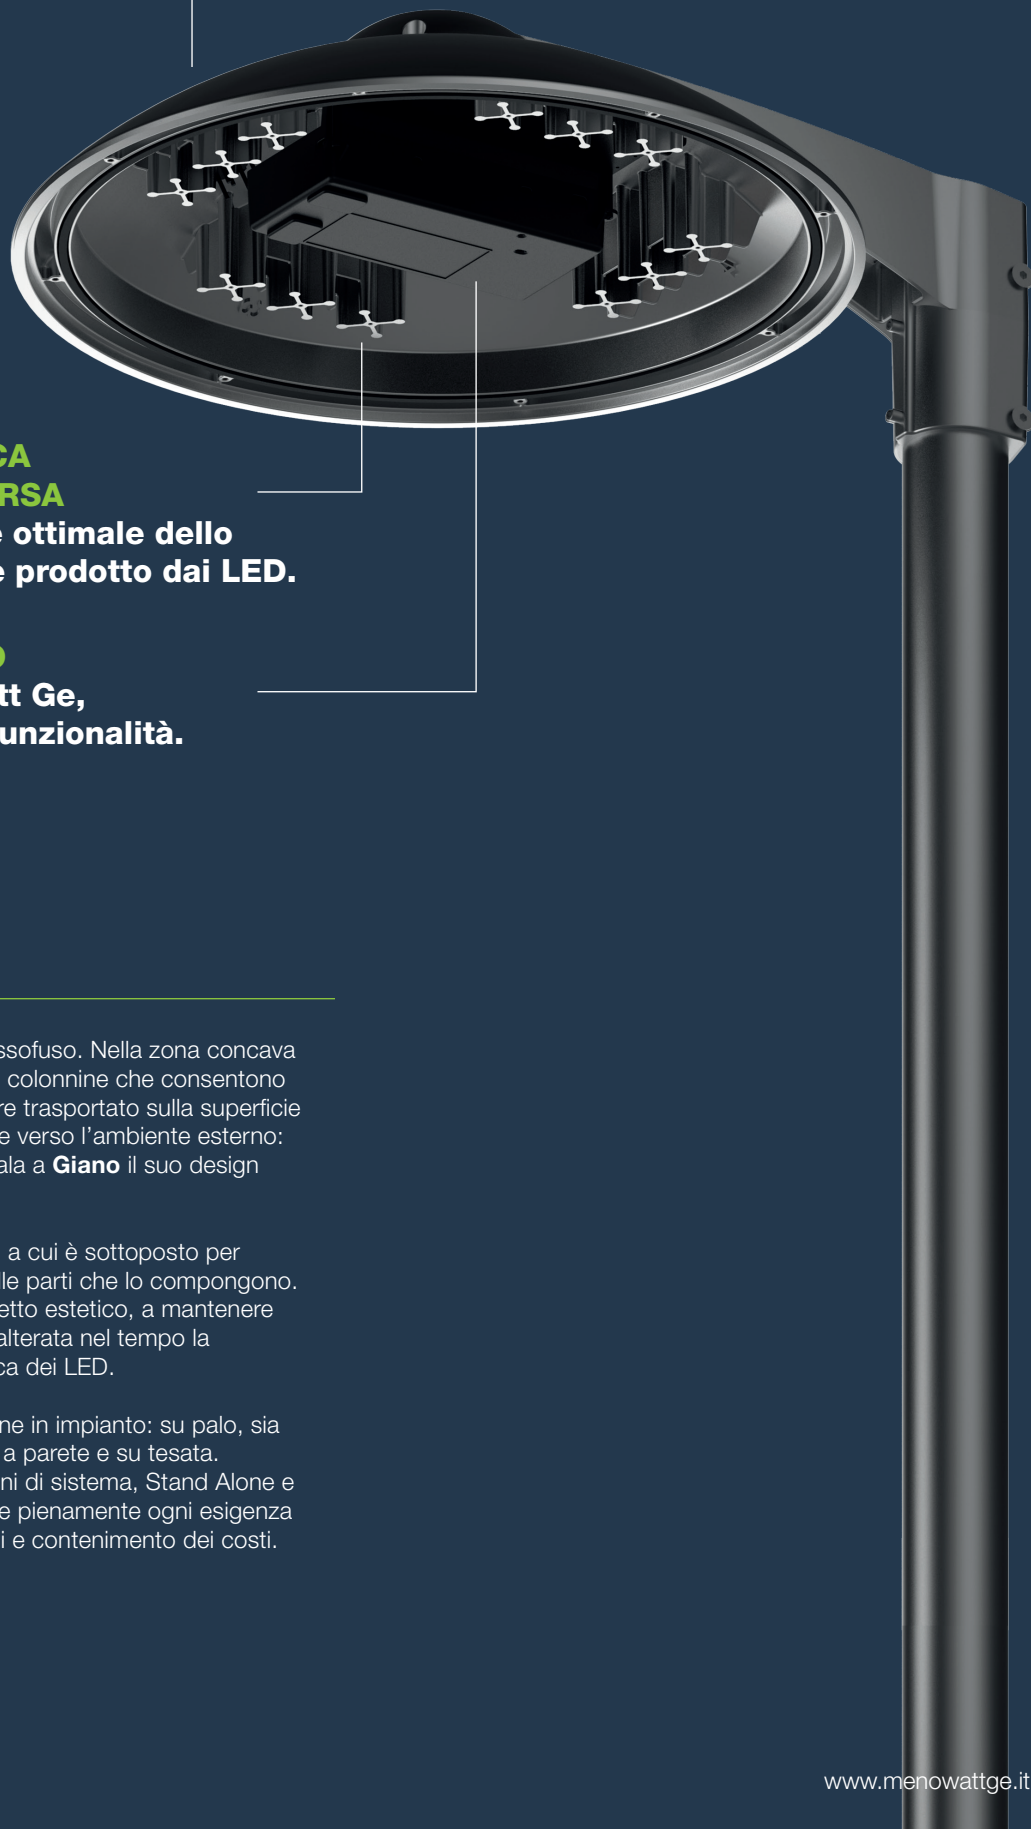 CA
RSA
e ottimale dello
e prodotto dai LED.
O
tt Ge,
unzionalità.
ssofuso. Nella zona concava
colonnine che consentono
re trasportato sulla superficie
e verso l'ambiente esterno:
ala a Giano il suo design
a cui è sottoposto per
lle parti che lo compongono.
etto estetico, a mantenere
alterata nel tempo la
ca dei LED.
ne in impianto: su palo, sia
a parete e su tesata.
ni di sistema, Stand Alone e
e pienamente ogni esigenza
i e contenimento dei costi.
www.menowattge.it